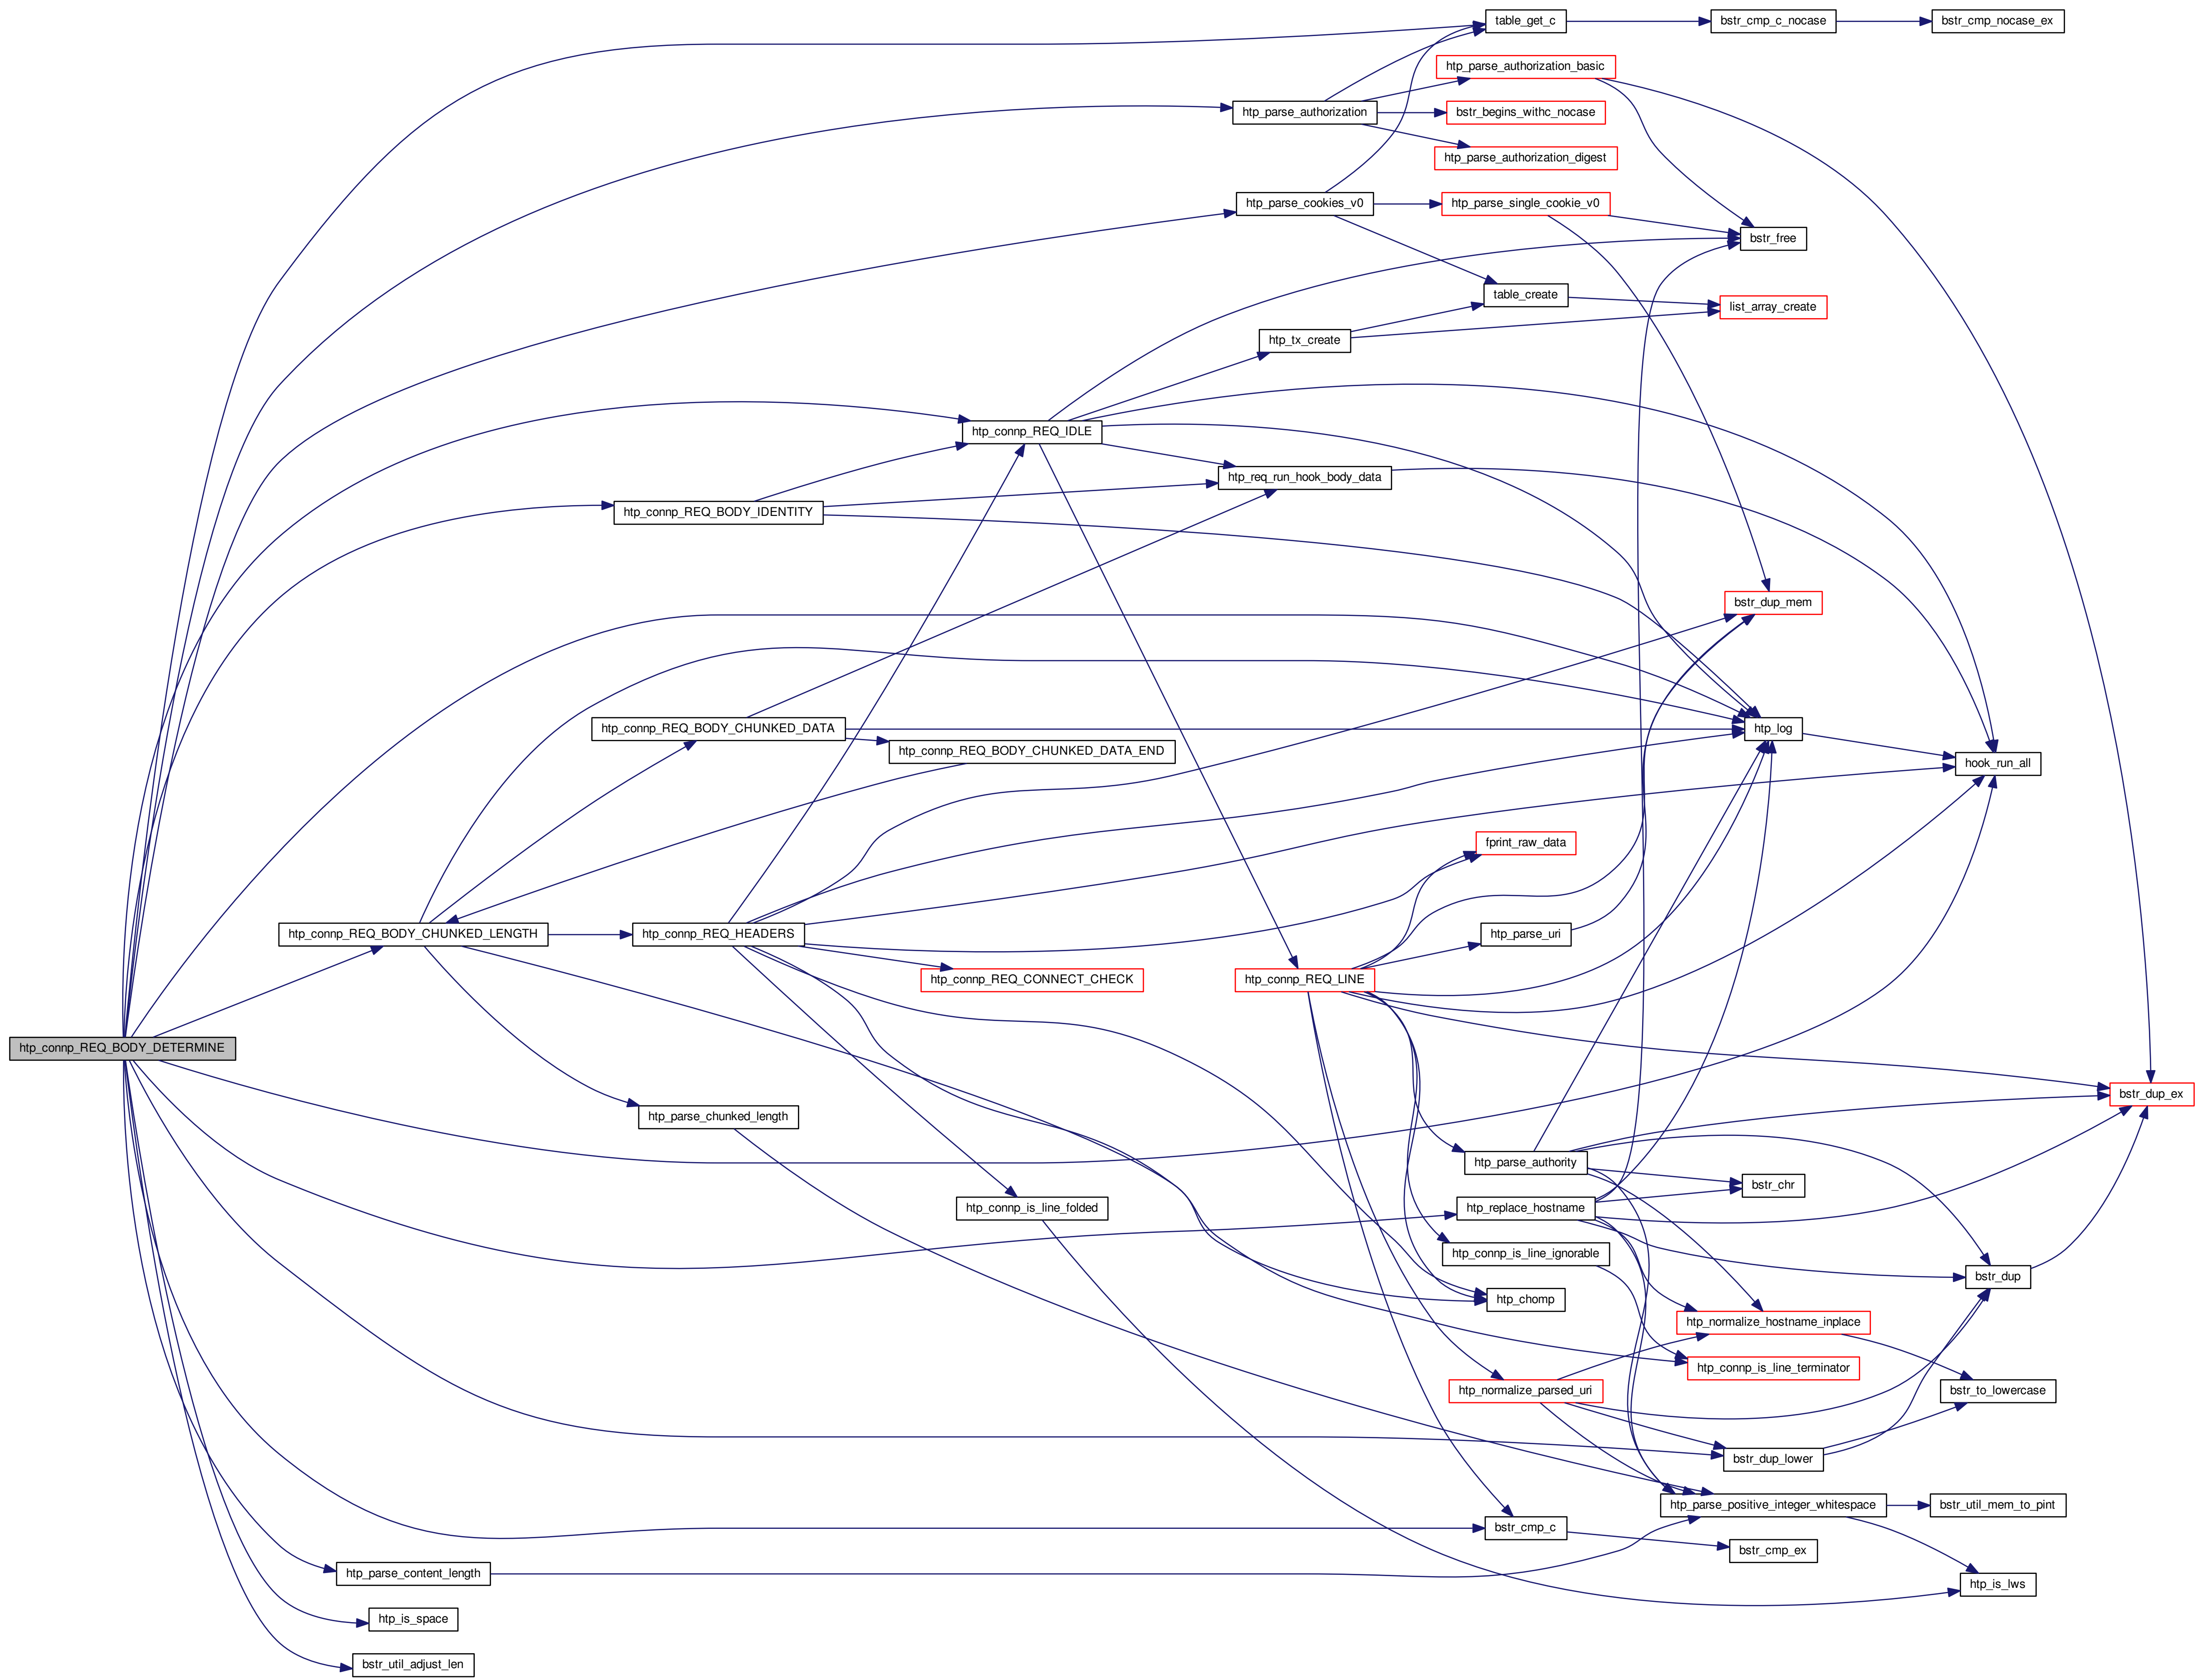 table_get_c
bstr_cmp_c_nocase
bstr_cmp_nocase_ex
htp_parse_authorization_basic
htp_parse_authorization
bstr_begins_withc_nocase
htp_parse_authorization_digest
htp_parse_cookies_v0
htp_parse_single_cookie_v0
bstr_free
table_create
list_array_create
htp_tx_create
htp_connp_REQ_IDLE
htp_req_run_hook_body_data
htp_connp_REQ_BODY_IDENTITY
bstr_dup_mem
htp_connp_REQ_BODY_CHUNKED_DATA
htp_log
htp_connp_REQ_BODY_CHUNKED_DATA_END
hook_run_all
fprint_raw_data
htp_connp_REQ_BODY_CHUNKED_LENGTH
htp_connp_REQ_HEADERS
htp_parse_uri
htp_connp_REQ_CONNECT_CHECK
htp_connp_REQ_LINE
htp_connp_REQ_BODY_DETERMINE
bstr_dup_ex
htp_parse_chunked_length
htp_parse_authority
bstr_chr
htp_connp_is_line_folded
htp_replace_hostname
htp_connp_is_line_ignorable
bstr_dup
htp_chomp
htp_normalize_hostname_inplace
htp_connp_is_line_terminator
htp_normalize_parsed_uri
bstr_to_lowercase
bstr_dup_lower
htp_parse_positive_integer_whitespace
bstr_util_mem_to_pint
bstr_cmp_c
bstr_cmp_ex
htp_parse_content_length
htp_is_lws
htp_is_space
bstr_util_adjust_len